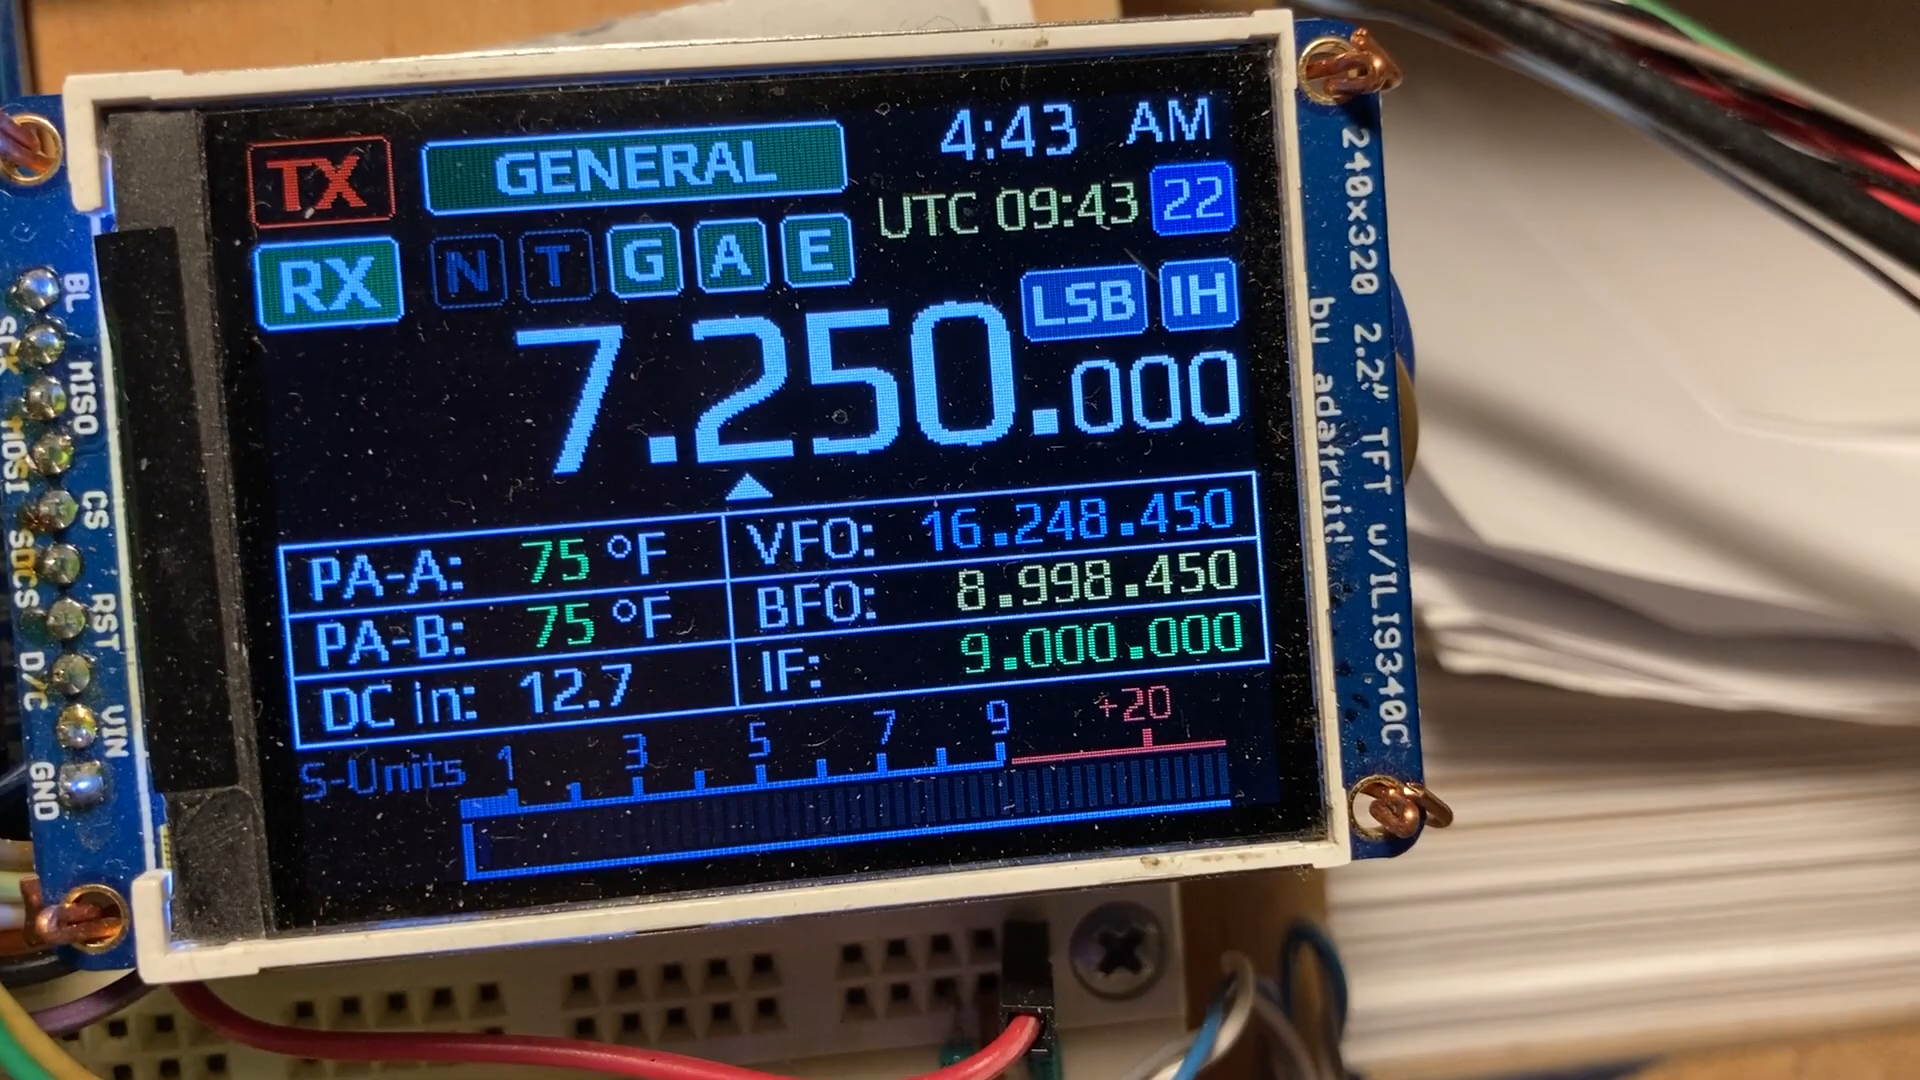 TX GENERAL 4:43 AM
UTC 09:43 22
RX N T G A E
LSB IH
7.250.000
PA-A: 75 °F VFO: 16.248.450
PA-B: 75 °F BFO: 8.998.450
DC in: 12.7 IF: 9.000.000
S-Units 1 3 5 7 9 +20
BL
MISO
MOSI
CS
SDCS
RST
D/C
VIN
GND
240x320 2.2" TFT w/ILI9340C
by adafruit!